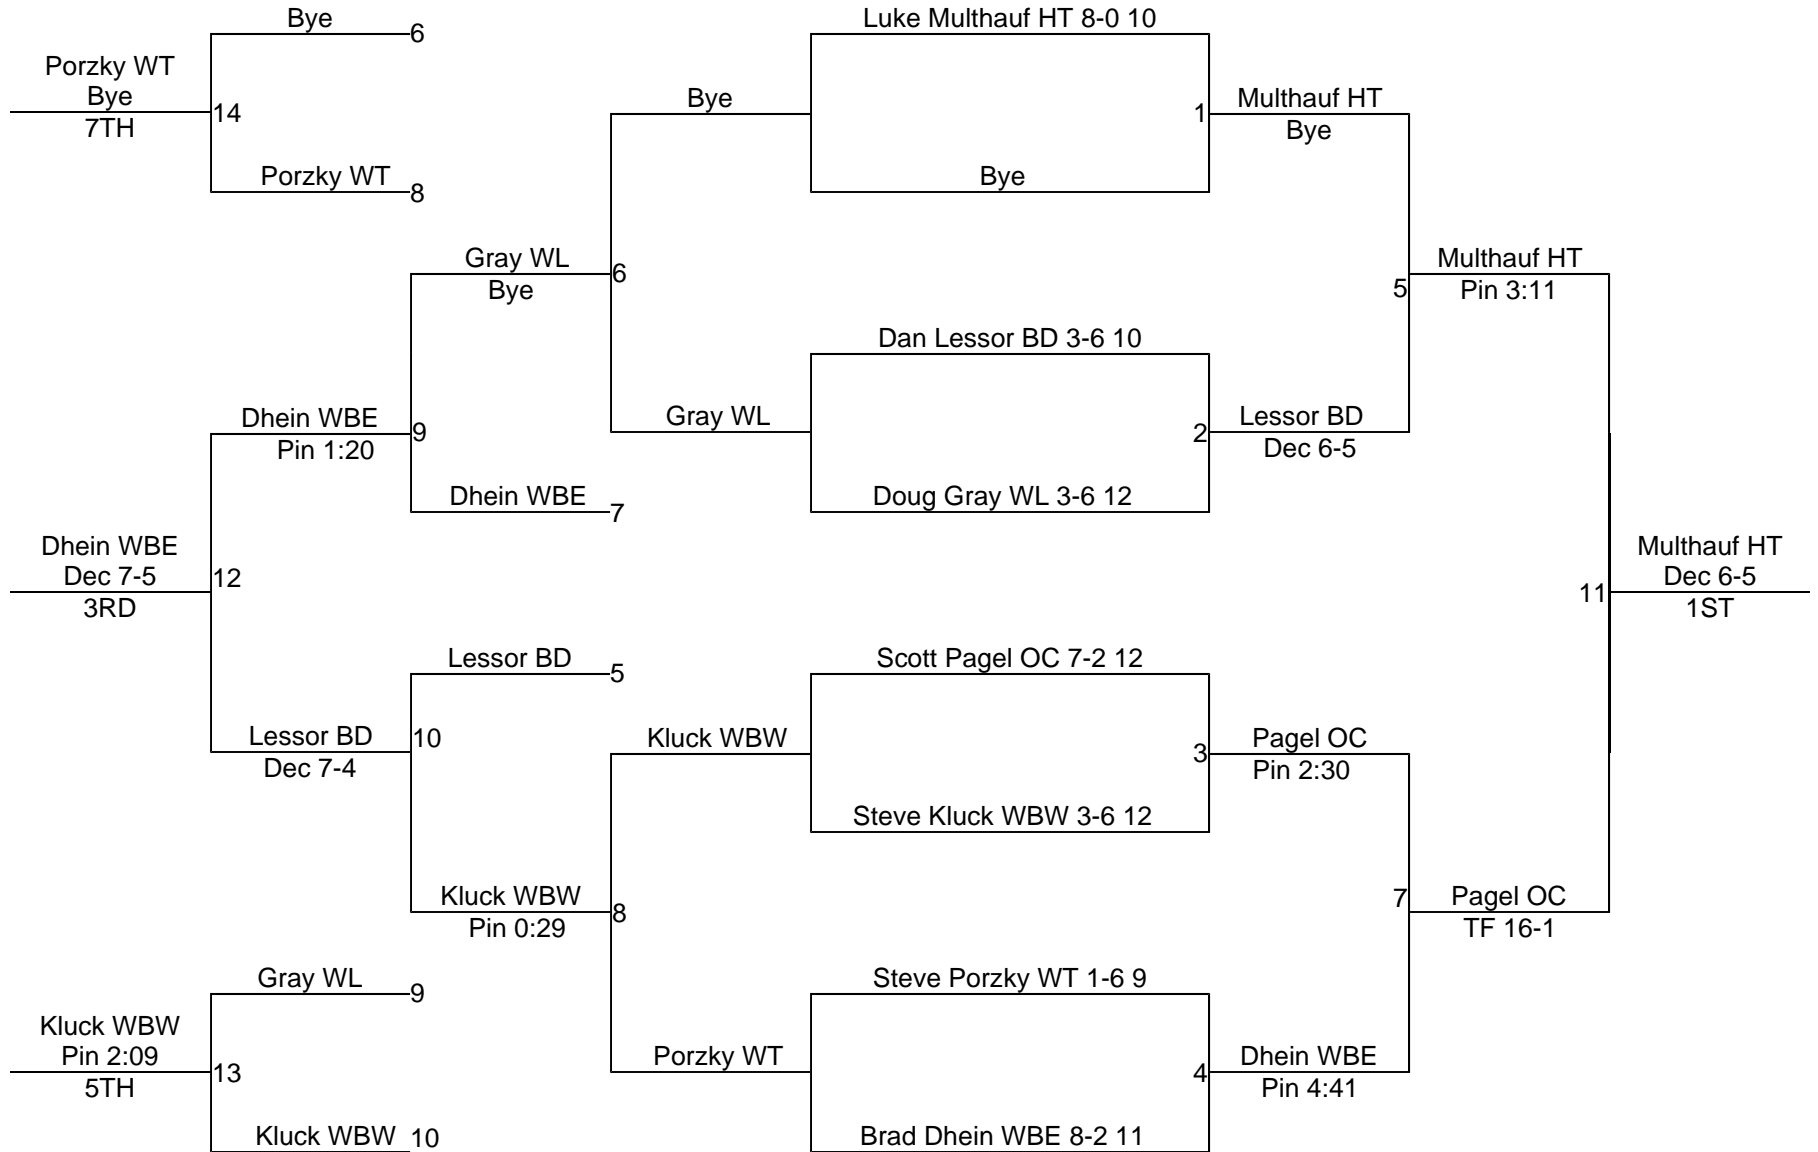 Bye
6
Luke Multhauf HT 8-0 10
Porzky WT
Bye
7TH
14
Bye
1
Multhauf HT
Bye
Porzky WT
8
Bye
Gray WL
Bye
6
Multhauf HT
Pin 3:11
5
Dan Lessor BD 3-6 10
Dhein WBE
Pin 1:20
9
Gray WL
2
Lessor BD
Dec 6-5
Dhein WBE
7
Doug Gray WL 3-6 12
Dhein WBE
Dec 7-5
3RD
12
11
Multhauf HT
Dec 6-5
1ST
Lessor BD
5
Scott Pagel OC 7-2 12
Lessor BD
Dec 7-4
10
Kluck WBW
3
Pagel OC
Pin 2:30
Steve Kluck WBW 3-6 12
Kluck WBW
Pin 0:29
8
7
Pagel OC
TF 16-1
Gray WL
9
Steve Porzky WT 1-6 9
Kluck WBW
Pin 2:09
5TH
13
Porzky WT
4
Dhein WBE
Pin 4:41
Kluck WBW
10
Brad Dhein WBE 8-2 11